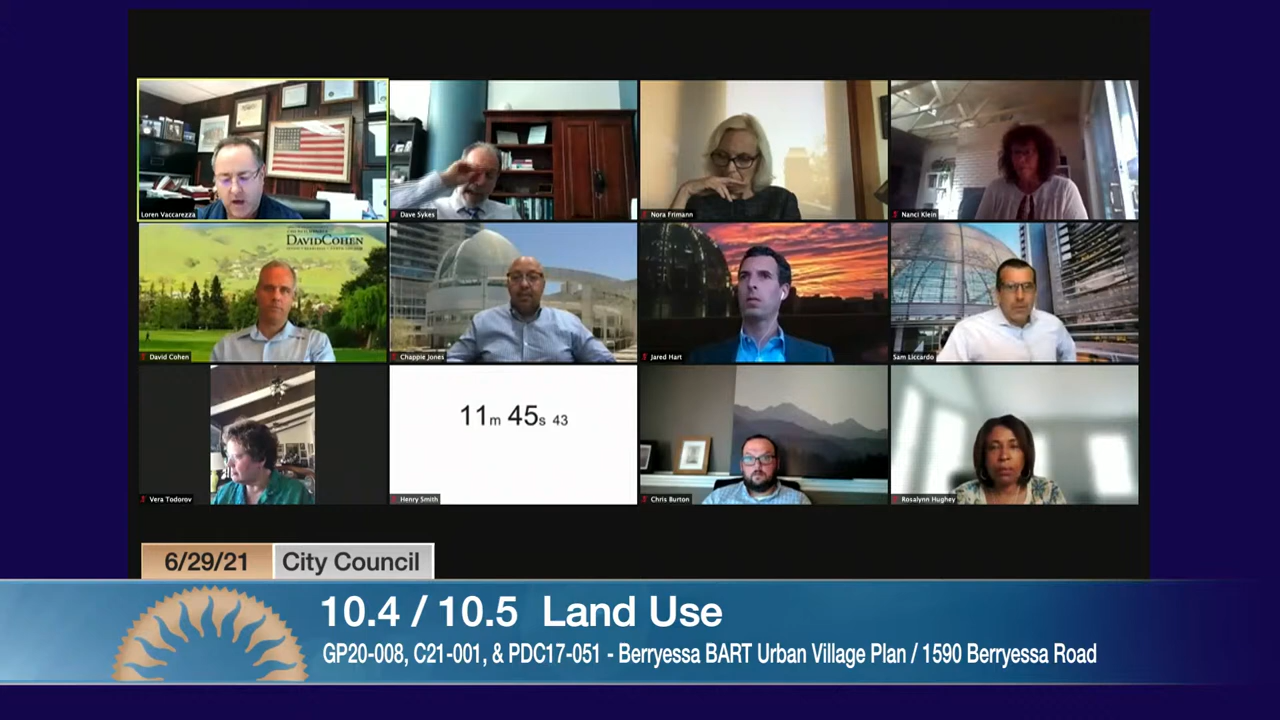 Loren Vaccarezza
Dave Sykes
Nora Frimann
Nanci Klein
DAVIDCOHEN
David Cohen
Chappie Jones
Jared Hart
Sam Liccardo
11m 45s 43
Vera Todorov
Henry Smith
Chris Burton
Rosalynn Hughey
6/29/21
City Council
10.4 / 10.5 Land Use
GP20-008, C21-001, & PDC17-051 - Berryessa BART Urban Village Plan / 1590 Berryessa Road